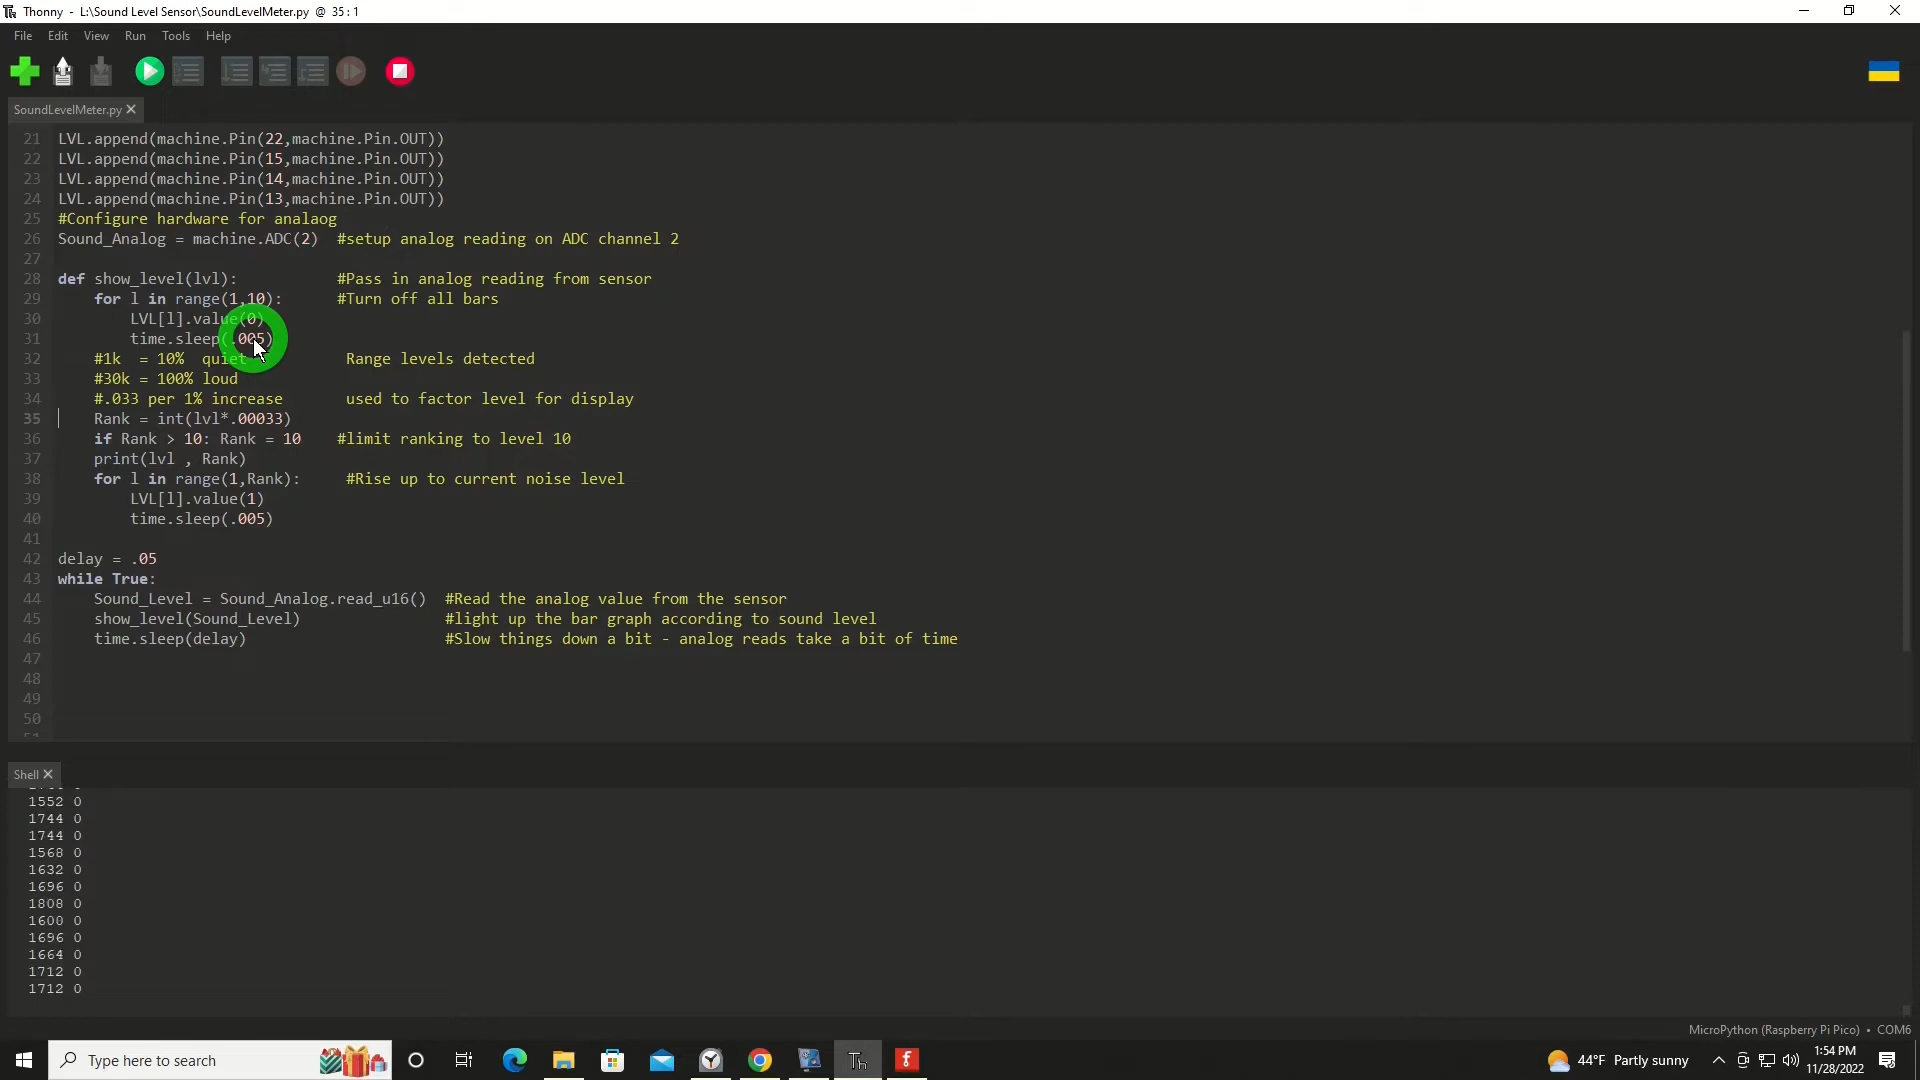 Thonny - L:\Sound Level Sensor\SoundLevelMeter.py @ 35 : 1
File Edit View Run Tools Help
SoundLevelMeter.py
21 LVL.append(machine.Pin(22,machine.Pin.OUT))
22 LVL.append(machine.Pin(15,machine.Pin.OUT))
23 LVL.append(machine.Pin(14,machine.Pin.OUT))
24 LVL.append(machine.Pin(13,machine.Pin.OUT))
25 #Configure hardware for analaog
26 Sound_Analog = machine.ADC(2)  #setup analog reading on ADC channel 2
27
28 def show_level(lvl):           #Pass in analog reading from sensor
29     for l in range(1,10):      #Turn off all bars
30         LVL[l].value(0)
31         time.sleep(.005)
32     #1k  = 10%  quiet           Range levels detected
33     #30k = 100% loud
34     #.033 per 1% increase       used to factor level for display
35     Rank = int(lvl*.00033)
36     if Rank > 10: Rank = 10    #limit ranking to level 10
37     print(lvl , Rank)
38     for l in range(1,Rank):     #Rise up to current noise level
39         LVL[l].value(1)
40         time.sleep(.005)
41
42 delay = .05
43 while True:
44     Sound_Level = Sound_Analog.read_u16()  #Read the analog value from the sensor
45     show_level(Sound_Level)                #light up the bar graph according to sound level
46     time.sleep(delay)                      #Slow things down a bit - analog reads take a bit of time
47
48
49
50
Shell
1552 0
1744 0
1744 0
1568 0
1632 0
1696 0
1808 0
1600 0
1696 0
1664 0
1712 0
1712 0
MicroPython (Raspberry Pi Pico) • COM6
Type here to search
44°F Partly sunny
1:54 PM
11/28/2022